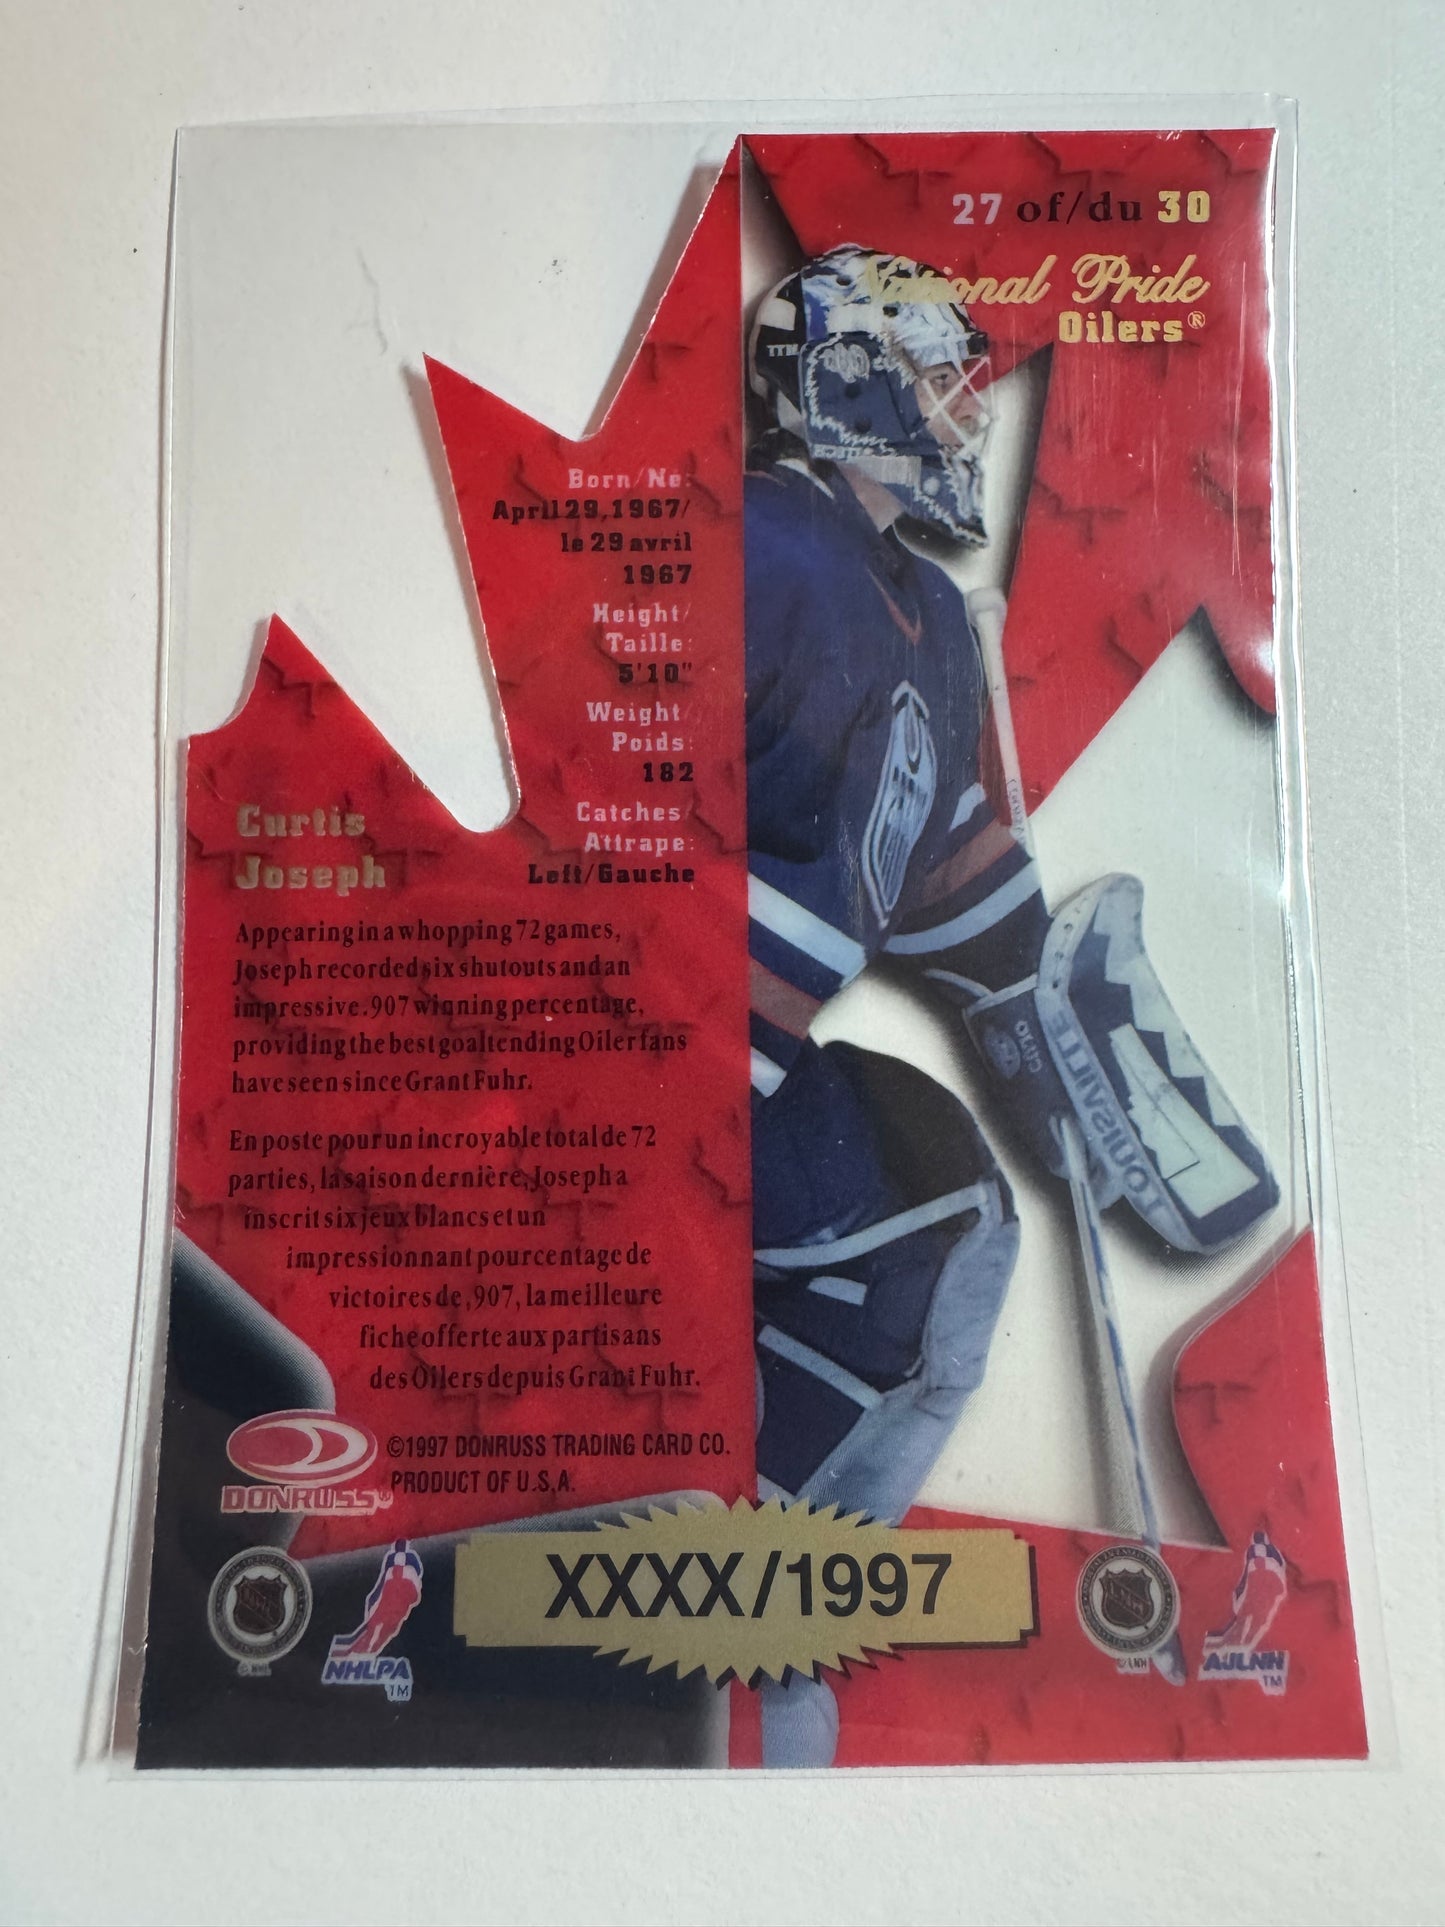 27 of/du 30
National Pride
Oilers®
Born/Ne:
April 29, 1967/
le 29 avril
1967
Height/
Taille:
5'10"
Weight/
Poids:
182
Catches/
Attrape:
Left/Gauche
Curtis
Joseph
Appearing in a whopping 72 games,
Joseph recorded six shutouts and an
impressive .907 winning percentage,
providing the best goaltending Oiler fans
have seen since Grant Fuhr.
En poste pour un incroyable total de 72
parties, la saison dernière, Joseph a
inscrit six jeux blancs et un
impressionnant pourcentage de
victoires de ,907, la meilleure
fiche offerte aux partisans
des Oilers depuis Grant Fuhr.
DONRUSS®
©1997 DONRUSS TRADING CARD CO.
PRODUCT OF U.S.A.
XXXX/1997
NHLPA
TM
AJLNH
TM
LOUISVILLE
TTM